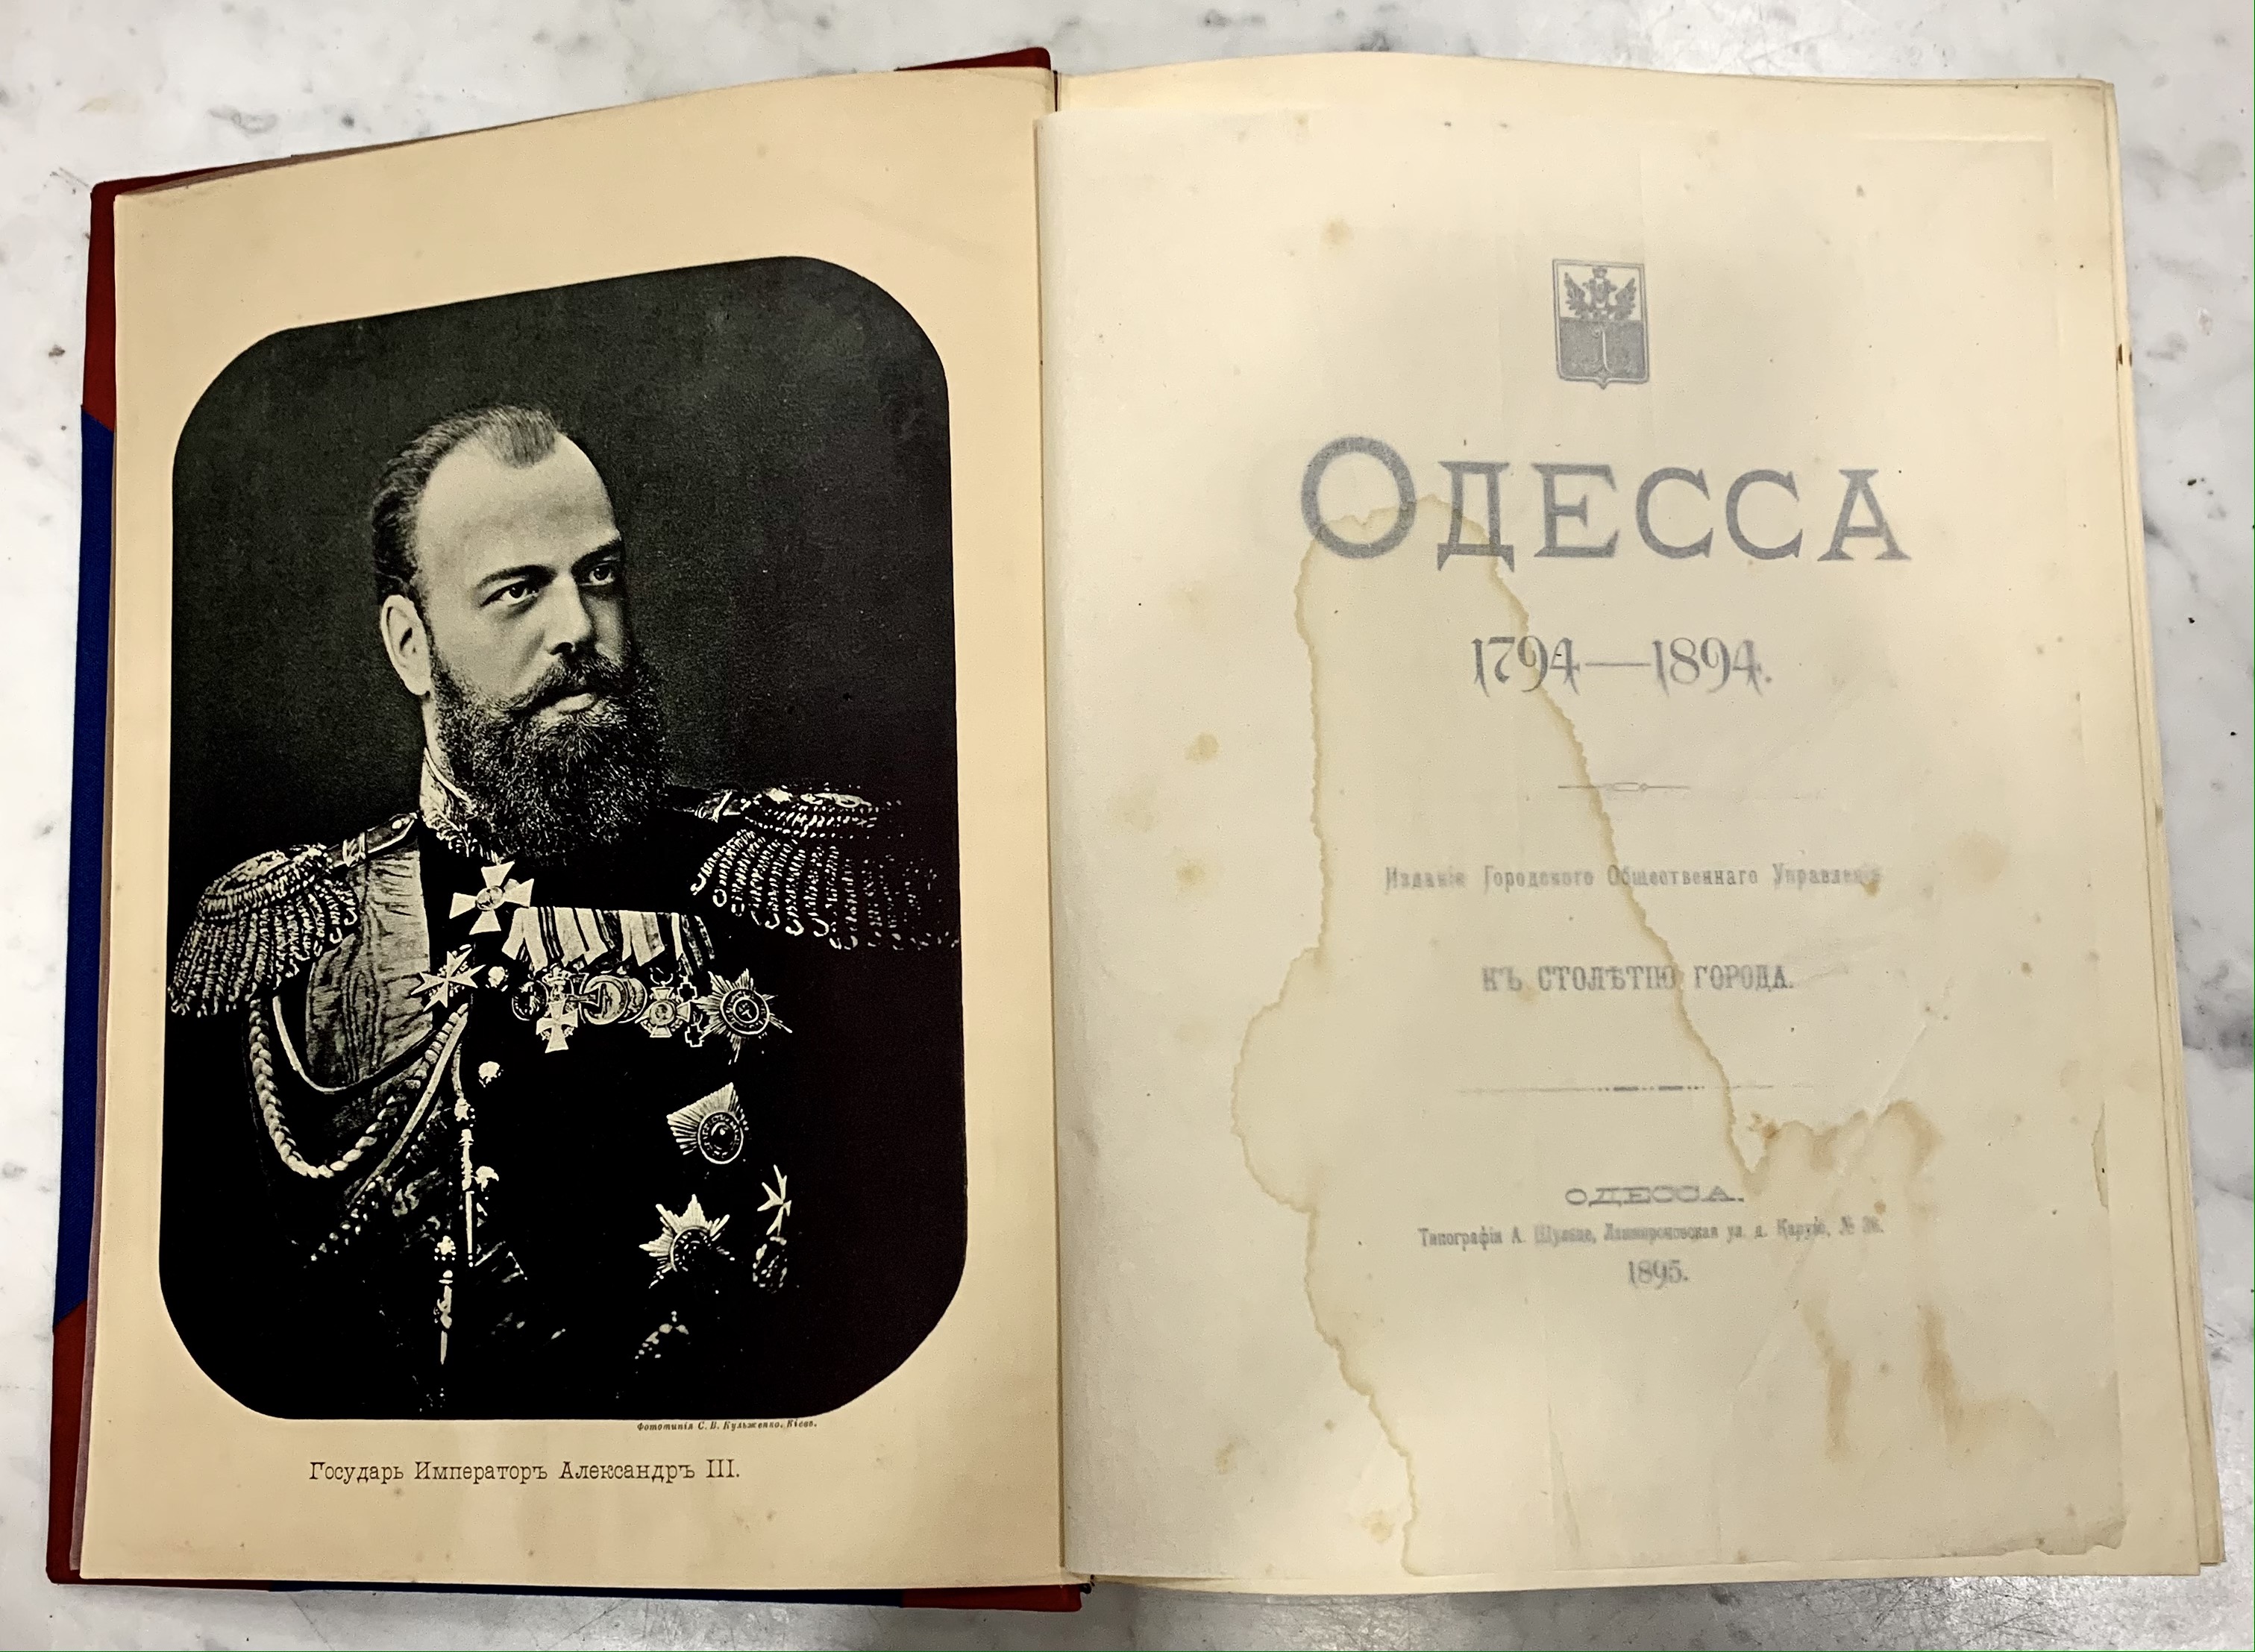 Фототипія С. В. Кульженко, Кіевъ.
Государь Императоръ Александръ III.
ОДЕССА
1794—1894.
Изданіе Городского Общественнаго Управленія
КЪ СТОЛѢТІЮ ГОРОДА.
ОДЕССА.
Типографія А. Шульце, Ланжероновская ул. д. Карузо, № 36.
1895.